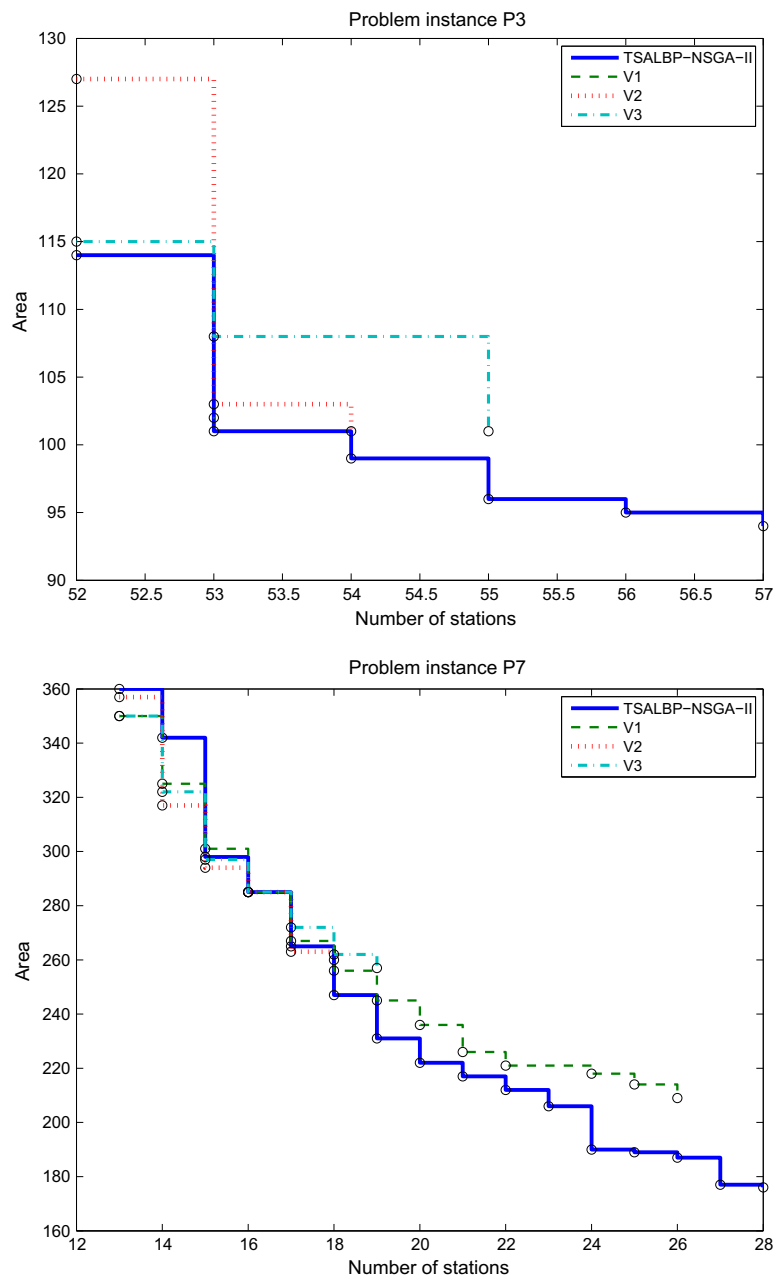 Problem instance P3
130
125
120
115
110
105
100
95
90
Area
TSALBP-NSGA-II
V1
V2
V3
52 52.5 53 53.5 54 54.5 55 55.5 56 56.5 57
Number of stations
Problem instance P7
360
340
320
300
280
260
240
220
200
180
160
Area
TSALBP-NSGA-II
V1
V2
V3
12 14 16 18 20 22 24 26 28
Number of stations